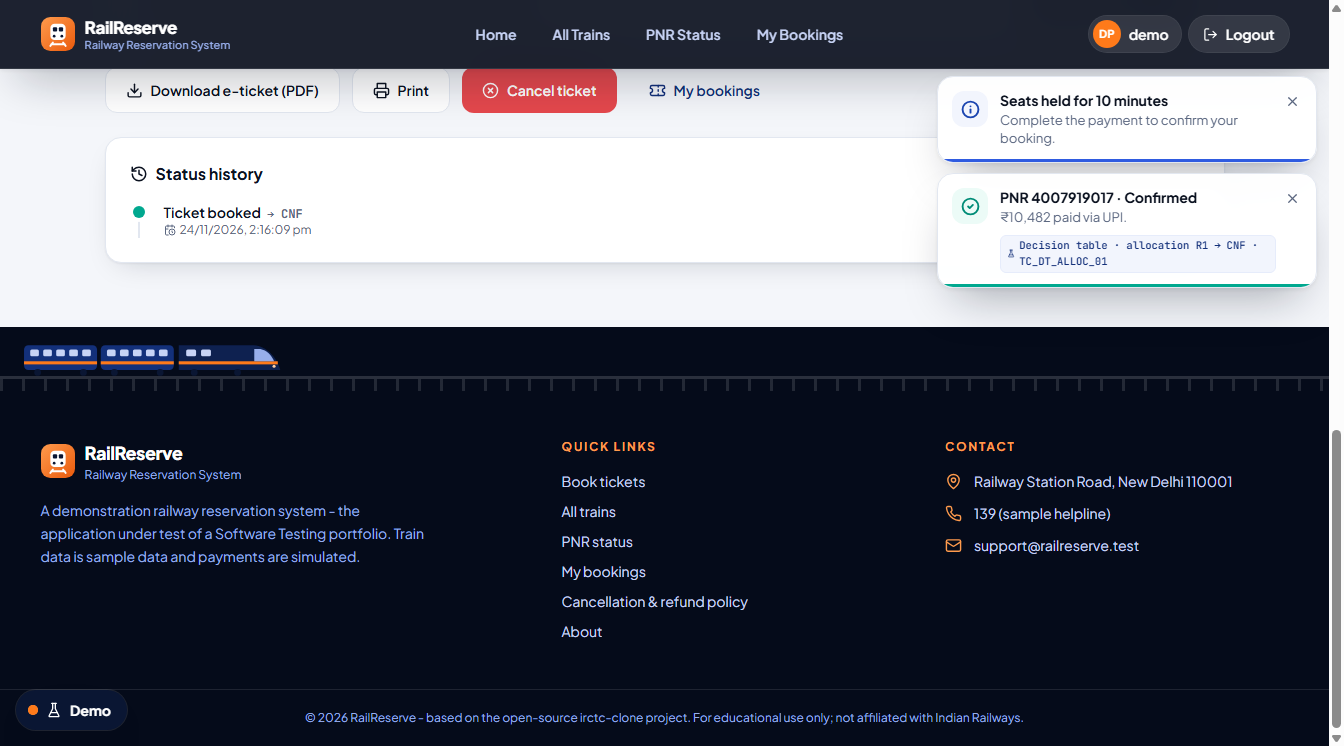 RailReserve
Railway Reservation System
Home
All Trains
PNR Status
My Bookings
DP
demo
Logout
Download e-ticket (PDF)
Print
Cancel ticket
My bookings
Seats held for 10 minutes
Complete the payment to confirm your
booking.
PNR 4007919017 · Confirmed
₹10,482 paid via UPI.
Decision table · allocation R1 → CNF ·
TC_DT_ALLOC_01
Status history
Ticket booked → CNF
24/11/2026, 2:16:09 pm
RailReserve
Railway Reservation System
A demonstration railway reservation system - the
application under test of a Software Testing portfolio. Train
data is sample data and payments are simulated.
QUICK LINKS
Book tickets
All trains
PNR status
My bookings
Cancellation & refund policy
About
CONTACT
Railway Station Road, New Delhi 110001
139 (sample helpline)
support@railreserve.test
Demo
© 2026 RailReserve - based on the open-source irctc-clone project. For educational use only; not affiliated with Indian Railways.